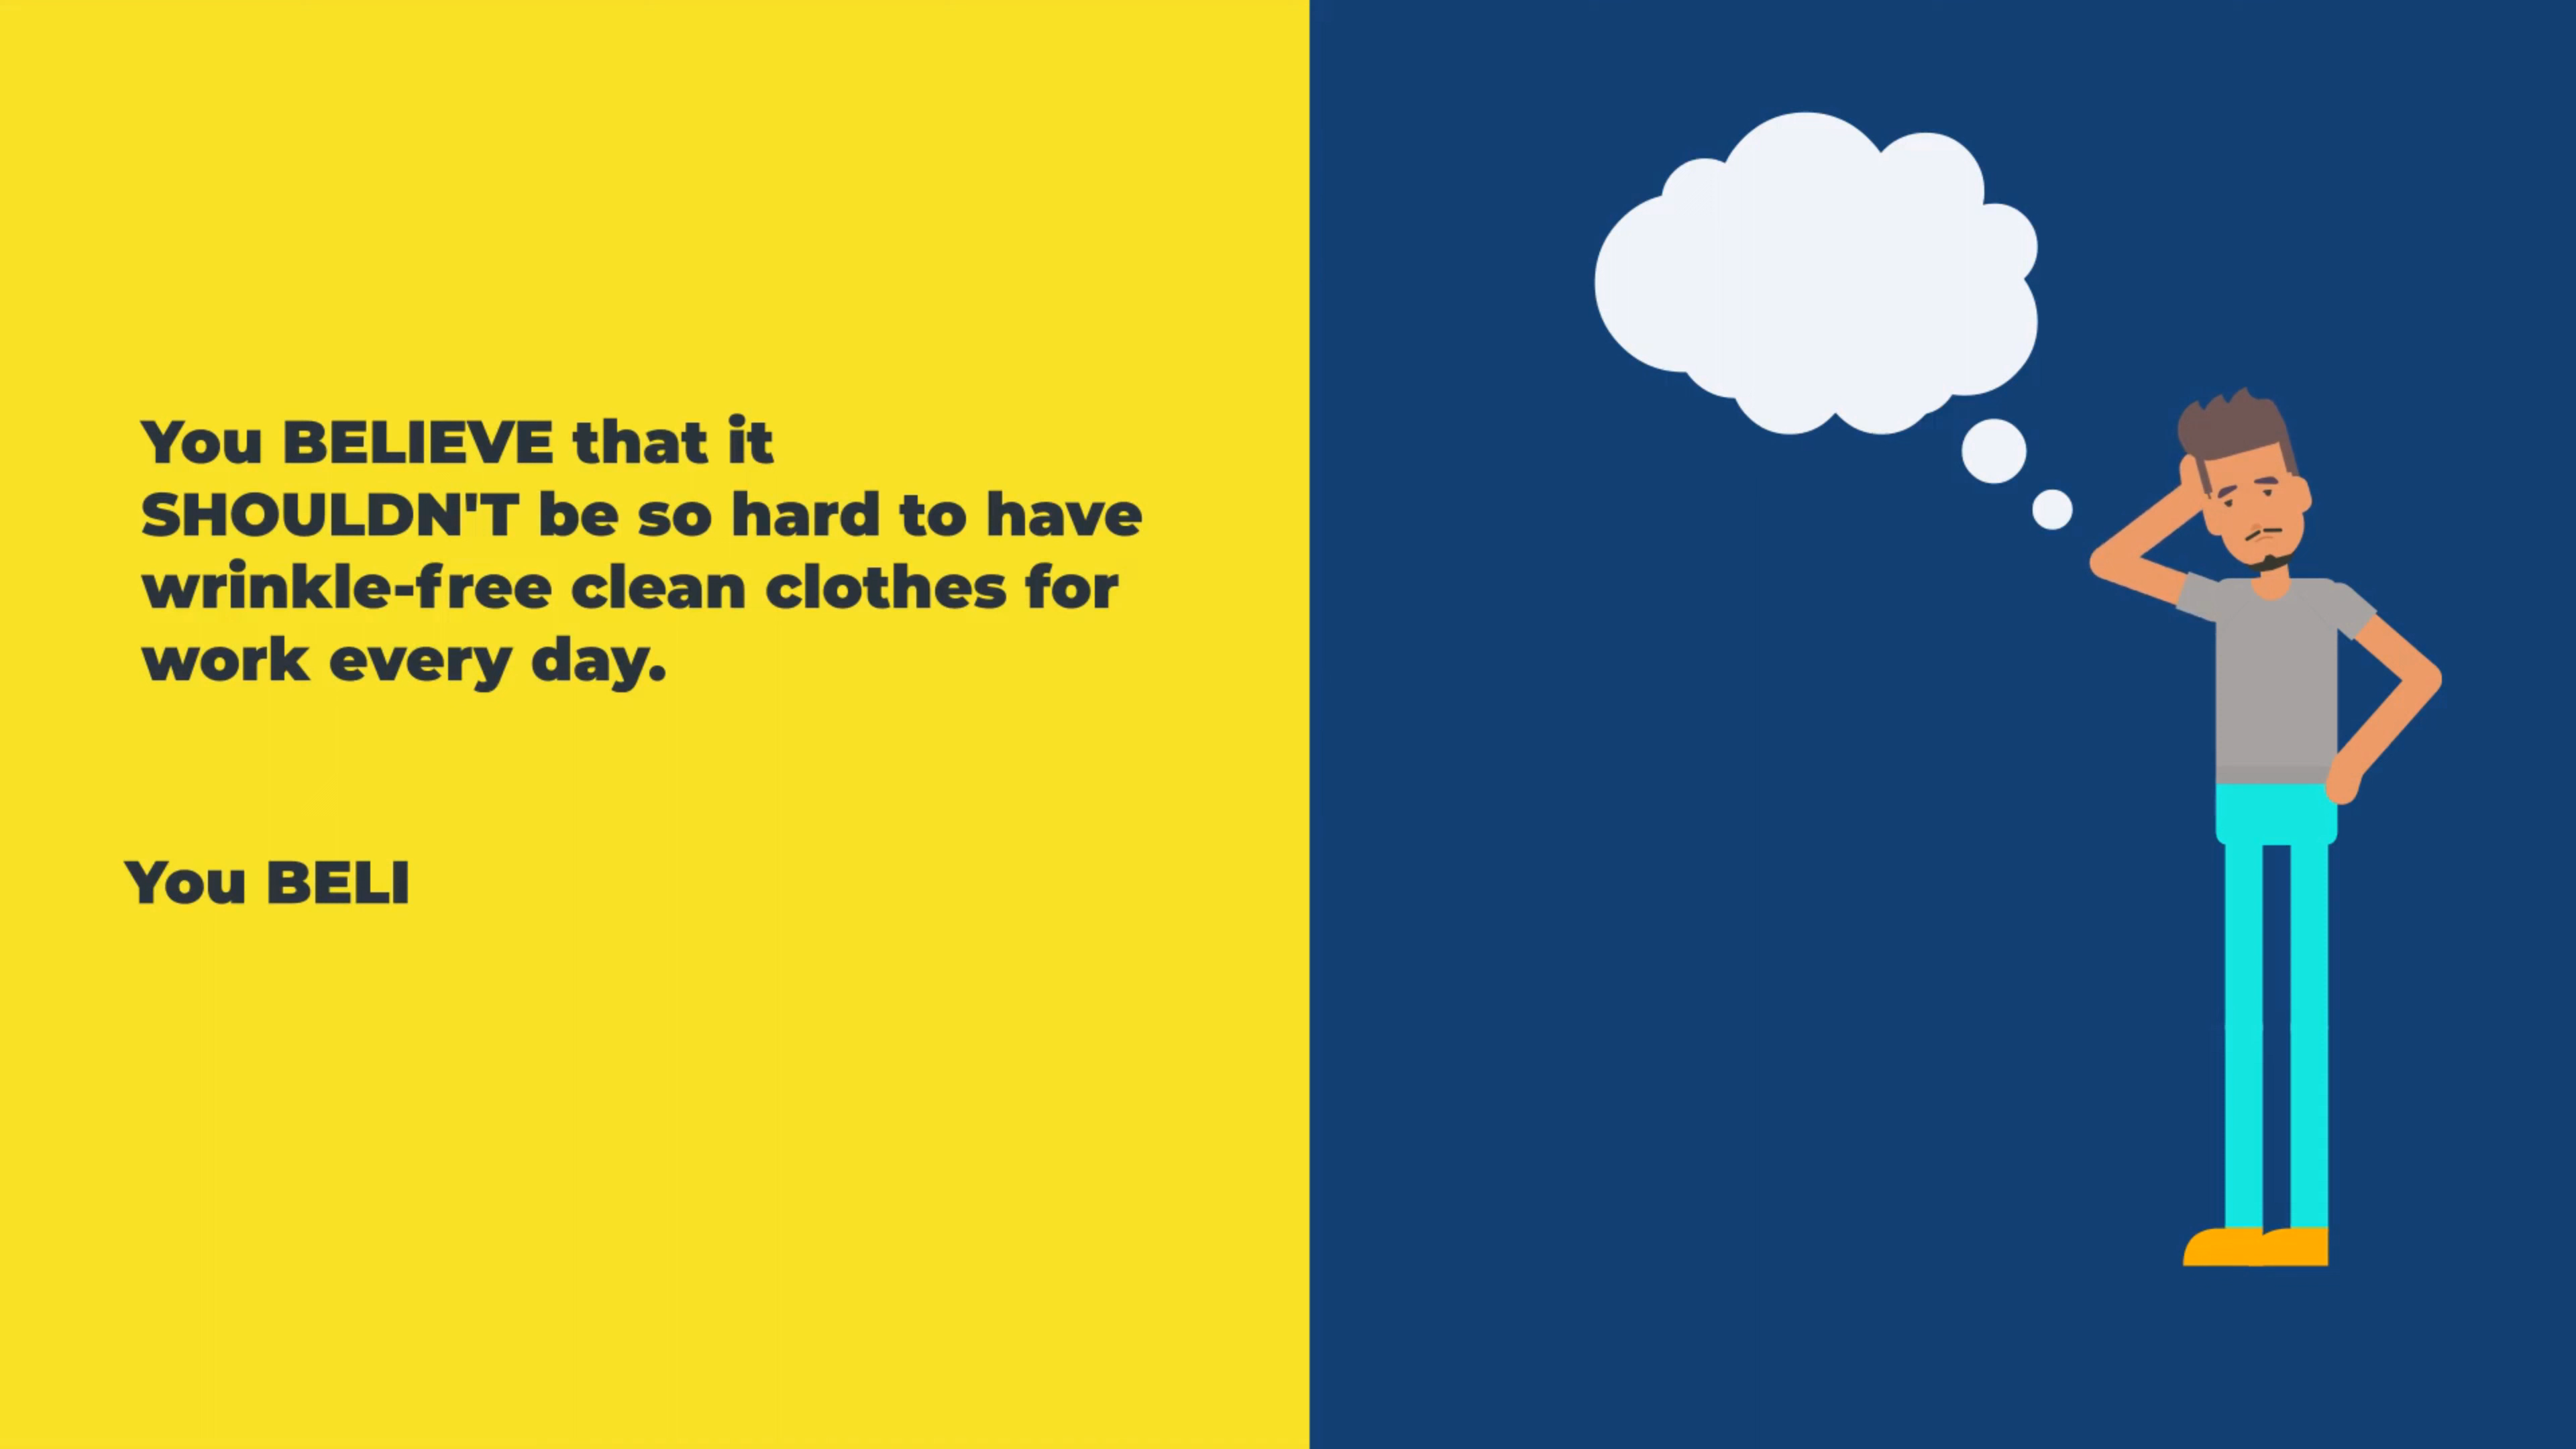 You BELIEVE that it
SHOULDN'T be so hard to have
wrinkle-free clean clothes for
work every day.
You BELI